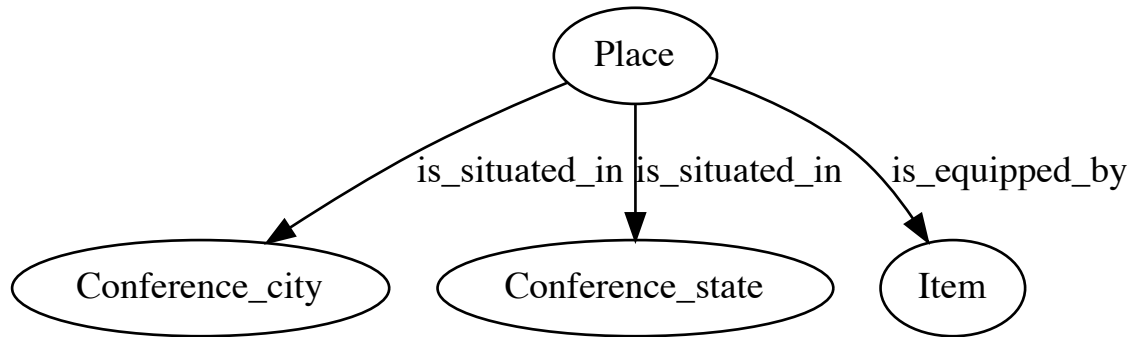 Place
is_situated_in
is_situated_in
is_equipped_by
Conference_city
Conference_state
Item